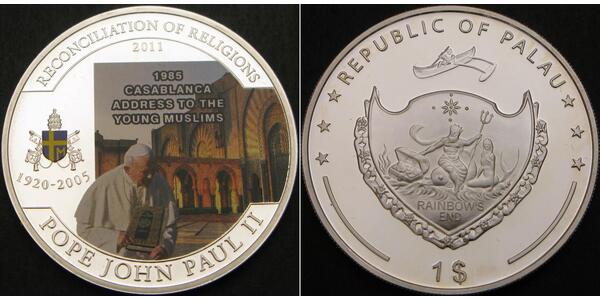 RECONCILIATION OF RELIGIONS
2011
1985
CASABLANCA
ADDRESS TO THE
YOUNG MUSLIMS
1920-2005
POPE JOHN PAUL II
REPUBLIC OF PALAU
RAINBOW'S
END
1$